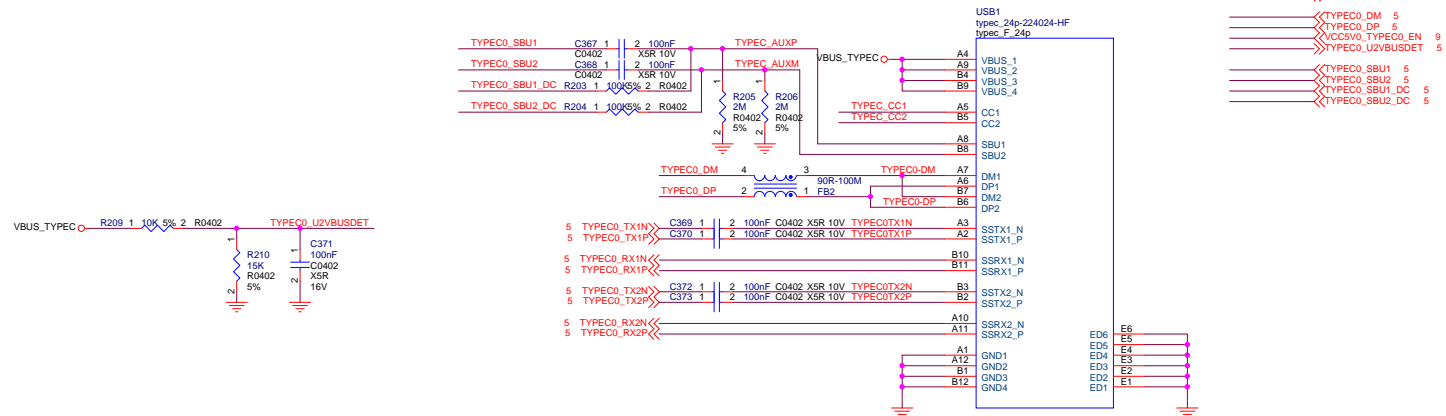 USB1
typec_24p-224024-HF
typec_F_24p
TYPEC0_DM 5
TYPEC0_DP 5
VCC5V0_TYPEC0_EN 9
TYPEC0_U2VBUSDET 5
TYPEC0_SBU1 5
TYPEC0_SBU2 5
TYPEC0_SBU1_DC 5
TYPEC0_SBU2_DC 5
TYPEC0_SBU1 C367 1 2 100nF TYPEC_AUXP
C0402 X5R 10V
TYPEC0_SBU2 C368 1 2 100nF TYPEC_AUXM
C0402 X5R 10V
TYPEC0_SBU1_DC R203 1 100K 5% 2 R0402
TYPEC0_SBU2_DC R204 1 100K 5% 2 R0402
1 R205 2M R0402 5% 2
1 R206 2M R0402 5% 2
VBUS_TYPEC
A4 VBUS_1
A9 VBUS_2
B4 VBUS_3
B9 VBUS_4
TYPEC_CC1 A5 CC1
TYPEC_CC2 B5 CC2
A8 SBU1
B8 SBU2
TYPEC0_DM 4 3 TYPEC0-DM A7 DM1
90R-100M A6 DP1
TYPEC0_DP 2 1 FB2 B7 DM2
TYPEC0-DP B6 DP2
5 TYPEC0_TX1N C369 1 2 100nF C0402 X5R 10V TYPEC0TX1N A3 SSTX1_N
5 TYPEC0_TX1P C370 1 2 100nF C0402 X5R 10V TYPEC0TX1P A2 SSTX1_P
5 TYPEC0_RX1N B10 SSRX1_N
5 TYPEC0_RX1P B11 SSRX1_P
5 TYPEC0_TX2N C372 1 2 100nF C0402 X5R 10V TYPEC0TX2N B3 SSTX2_N
5 TYPEC0_TX2P C373 1 2 100nF C0402 X5R 10V TYPEC0TX2P B2 SSTX2_P
5 TYPEC0_RX2N A10 SSRX2_N
5 TYPEC0_RX2P A11 SSRX2_P
A1 GND1
A12 GND2
B1 GND3
B12 GND4
ED6 E6
ED5 E5
ED4 E4
ED3 E3
ED2 E2
ED1 E1
VBUS_TYPEC R209 1 10K 5% 2 R0402 TYPEC0_U2VBUSDET
1 R210 15K R0402 5% 2
1 C371 100nF C0402 X5R 16V 2